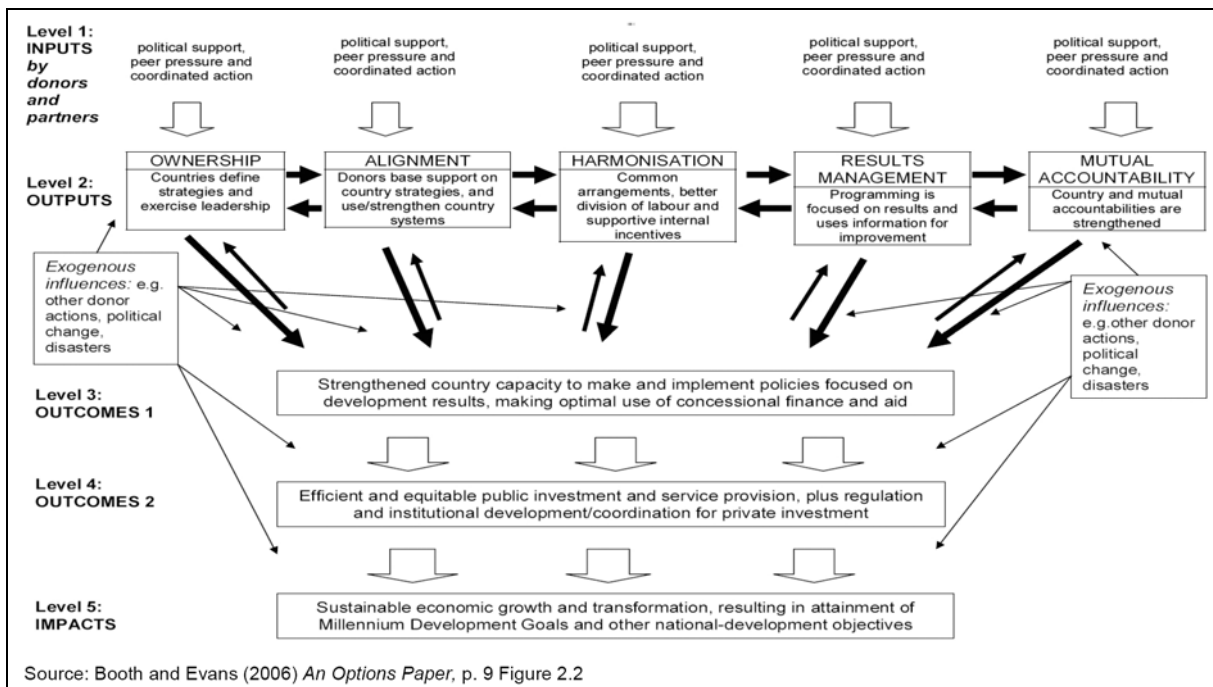 Level 1:
INPUTS
by
donors
and
partners
political support,
peer pressure and
coordinated action
political support,
peer pressure and
coordinated action
political support,
peer pressure and
coordinated action
political support,
peer pressure and
coordinated action
political support,
peer pressure and
coordinated action
Level 2:
OUTPUTS
OWNERSHIP
Countries define
strategies and
exercise leadership
ALIGNMENT
Donors base support on
country strategies, and
use/strengthen country
systems
HARMONISATION
Common
arrangements, better
division of labour and
supportive internal
incentives
RESULTS
MANAGEMENT
Programming is
focused on results and
uses information for
improvement
MUTUAL
ACCOUNTABILITY
Country and mutual
accountabilities are
strengthened
Exogenous
influences: e.g.
other donor
actions, political
change,
disasters
Exogenous
influences:
e.g.other donor
actions,
political
change,
disasters
Level 3:
OUTCOMES 1
Strengthened country capacity to make and implement policies focused on
development results, making optimal use of concessional finance and aid
Level 4:
OUTCOMES 2
Efficient and equitable public investment and service provision, plus regulation
and institutional development/coordination for private investment
Level 5:
IMPACTS
Sustainable economic growth and transformation, resulting in attainment of
Millennium Development Goals and other national-development objectives
Source: Booth and Evans (2006) An Options Paper, p. 9 Figure 2.2